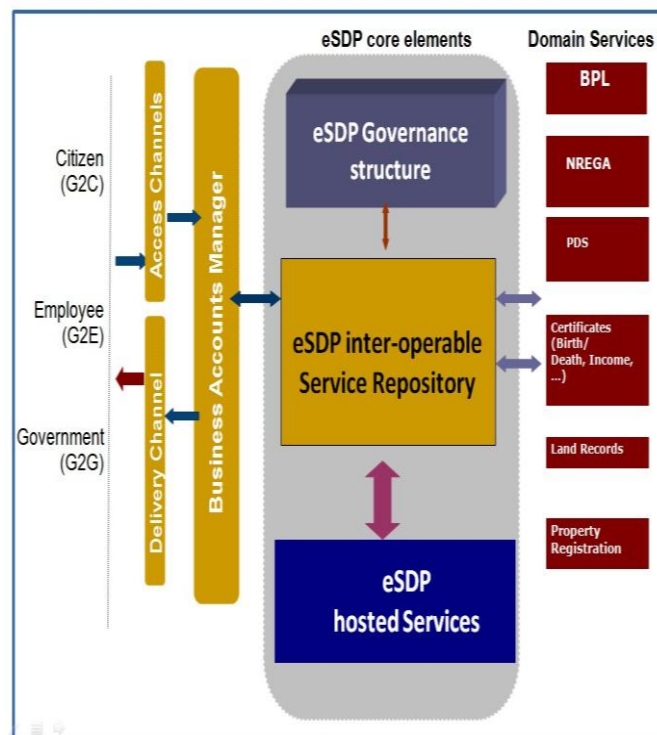 eSDP core elements
Domain Services
Citizen
(G2C)
Employee
(G2E)
Government
(G2G)
Access Channels
Delivery Channel
Business Accounts Manager
eSDP Governance
structure
eSDP inter-operable
Service Repository
eSDP
hosted Services
BPL
NREGA
PDS
Certificates
(Birth/
Death, Income,
...)
Land Records
Property
Registration